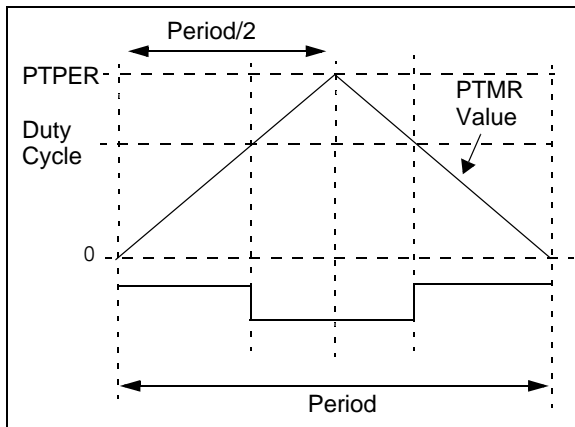 Period/2
PTPER
PTMR
Value
Duty
Cycle
0
Period